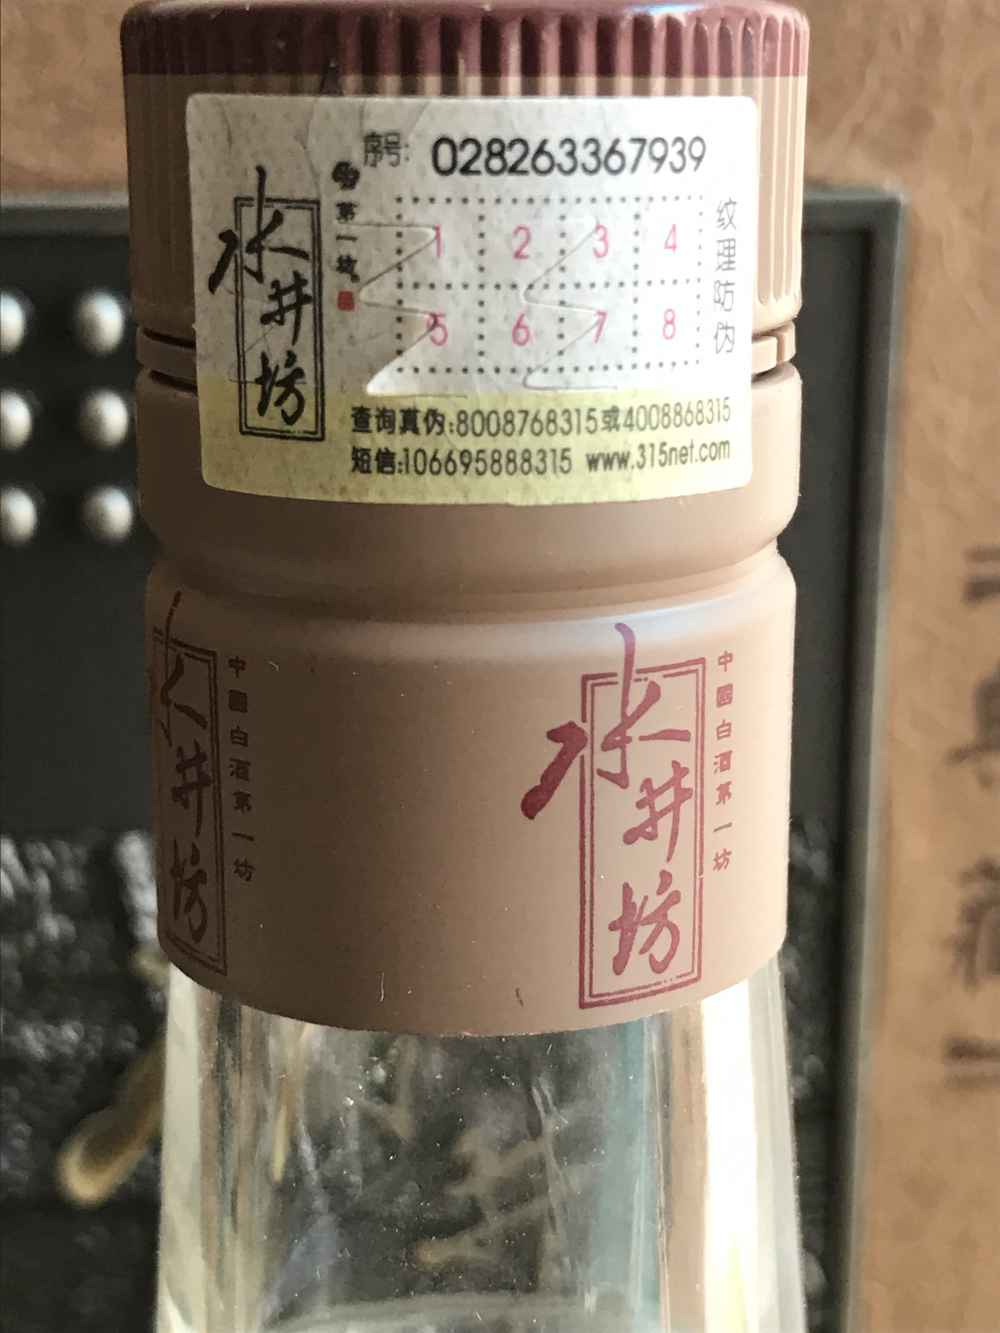 序号: 028263367939
水井坊
第一坊
1 2 3 4
5 6 7 8
纹理防伪
查询真伪:8008768315或4008868315
短信:106695888315 www.315net.com
水井坊
中国白酒第一坊
水井坊
中国白酒第一坊